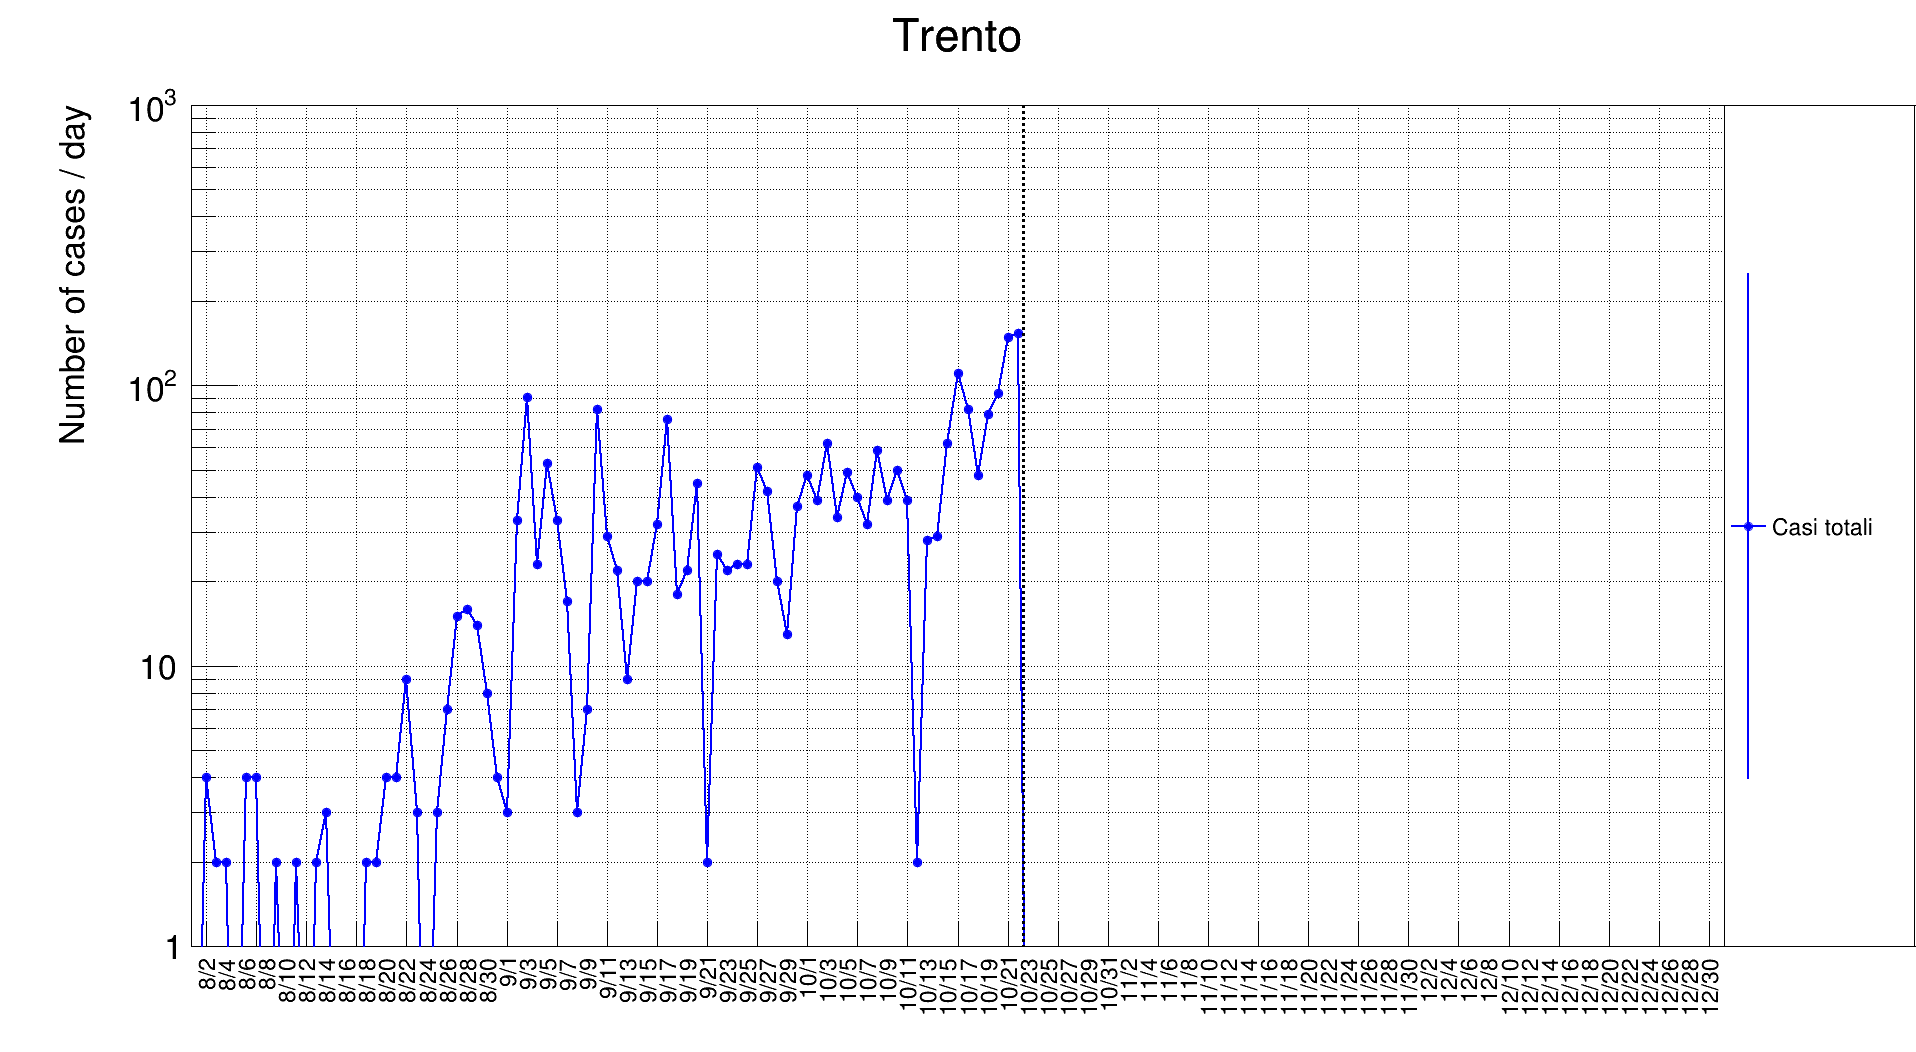 Trento
Number of cases / day
10³
10²
10
1
8/2 8/4 8/6 8/8 8/10 8/12 8/14 8/16 8/18 8/20 8/22 8/24 8/26 8/28 8/30 9/1 9/3 9/5 9/7 9/9 9/11 9/13 9/15 9/17 9/19 9/21 9/23 9/25 9/27 9/29 10/1 10/3 10/5 10/7 10/9 10/11 10/13 10/15 10/17 10/19 10/21 10/23 10/25 10/27 10/29 10/31 11/2 11/4 11/6 11/8 11/10 11/12 11/14 11/16 11/18 11/20 11/22 11/24 11/26 11/28 11/30 12/2 12/4 12/6 12/8 12/10 12/12 12/14 12/16 12/18 12/20 12/22 12/24 12/26 12/28 12/30
Casi totali